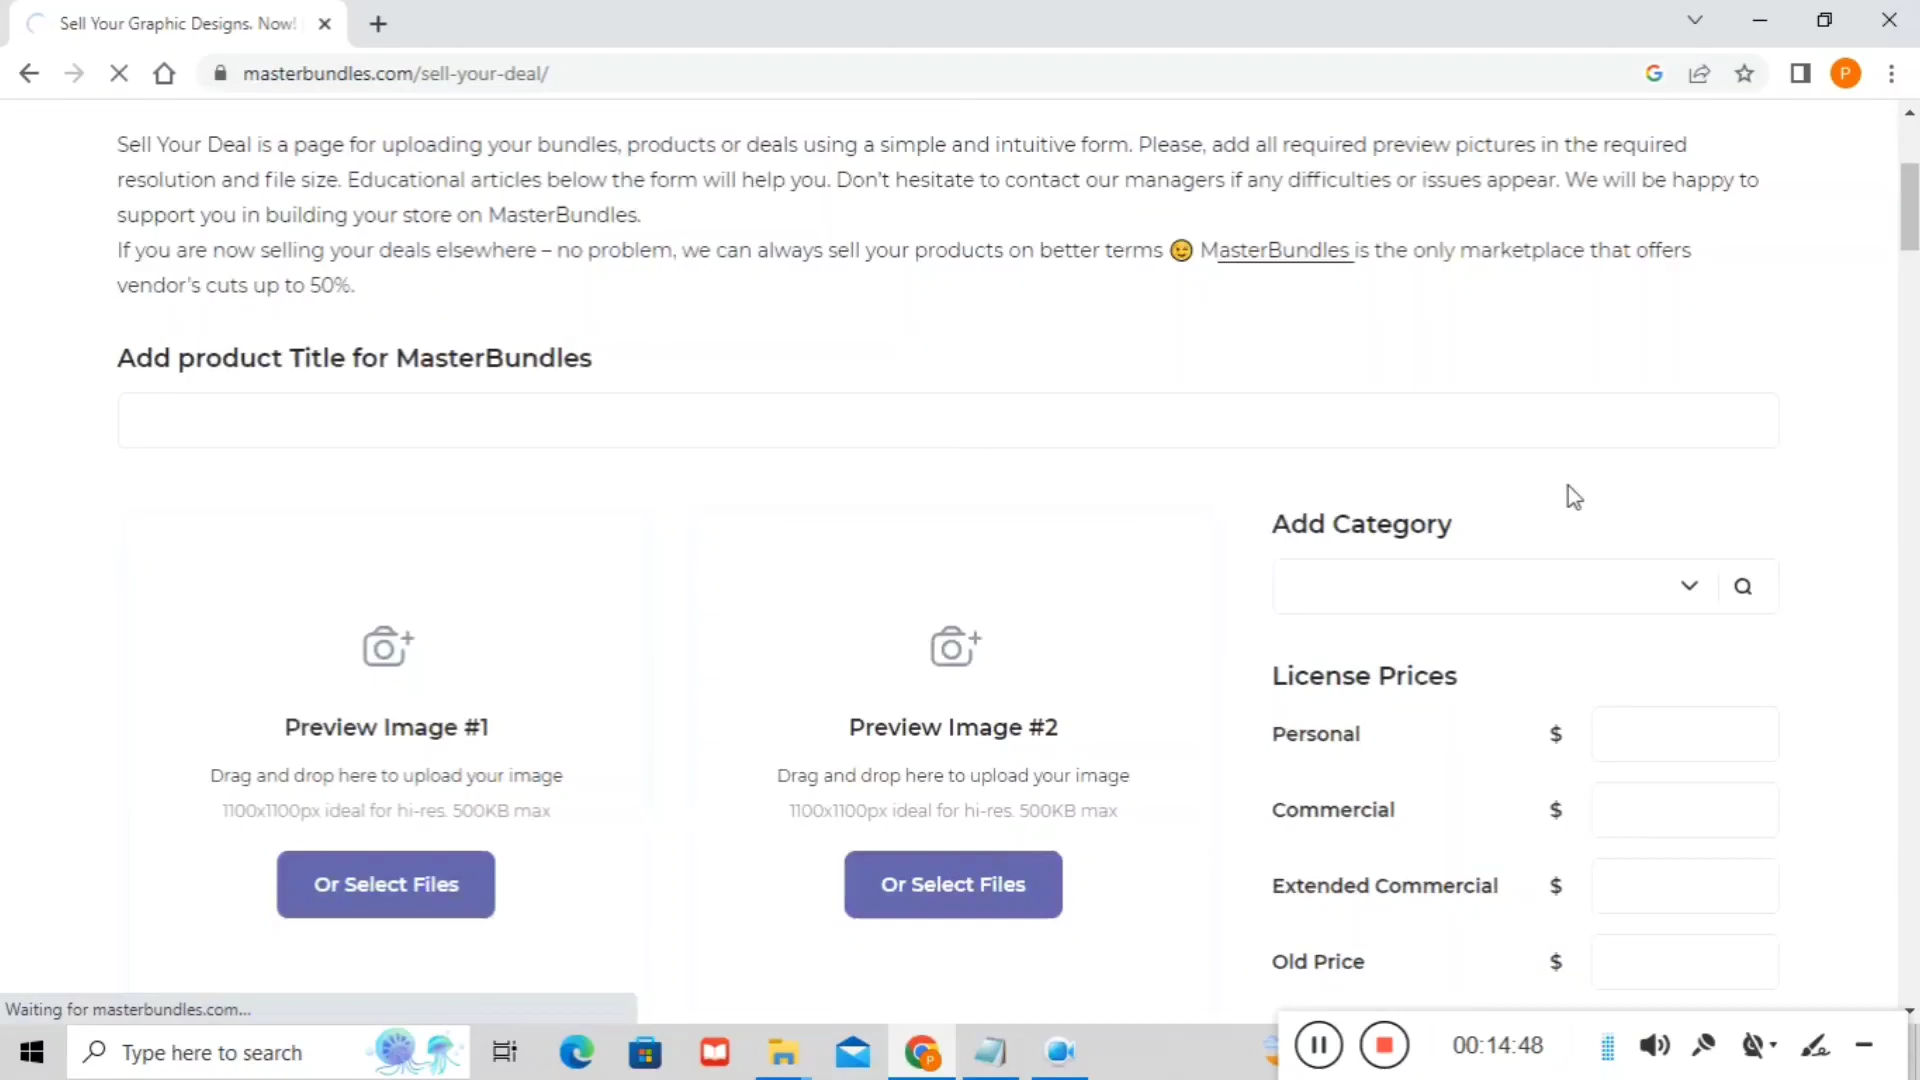 Sell Your Graphic Designs. Now!
masterbundles.com/sell-your-deal/
P
Sell Your Deal is a page for uploading your bundles, products or deals using a simple and intuitive form. Please, add all required preview pictures in the required
resolution and file size. Educational articles below the form will help you. Don't hesitate to contact our managers if any difficulties or issues appear. We will be happy to
support you in building your store on MasterBundles.
If you are now selling your deals elsewhere – no problem, we can always sell your products on better terms 😉 MasterBundles is the only marketplace that offers
vendor's cuts up to 50%.
Add product Title for MasterBundles
Add Category
License Prices
Preview Image #1
Preview Image #2
Personal $
Drag and drop here to upload your image
Drag and drop here to upload your image
1100x1100px ideal for hi-res. 500KB max
1100x1100px ideal for hi-res. 500KB max
Commercial $
Or Select Files
Or Select Files
Extended Commercial $
Old Price $
Waiting for masterbundles.com...
Type here to search
P
00:14:48